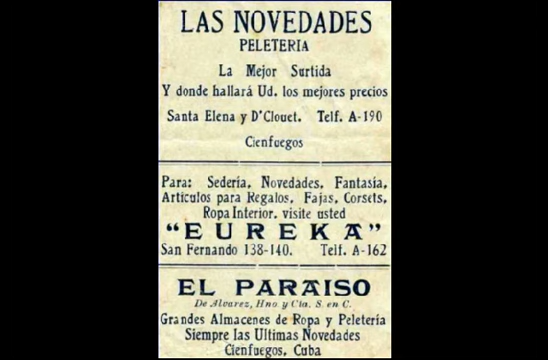 LAS NOVEDADES
PELETERIA
La Mejor Surtida
Y donde hallará Ud. los mejores precios
Santa Elena y D'Clouet. Telf. A-190
Cienfuegos
Para: Sedería, Novedades, Fantasía,
Artículos para Regalos, Fajas, Corsets,
Ropa Interior. visite usted
"EUREKA"
San Fernando 138-140. Telf. A-162
EL PARAISO
De Alvarez, Hno y Cía. S. en C.
Grandes Almacenes de Ropa y Peletería
Siempre las Ultimas Novedades
Cienfuegos, Cuba